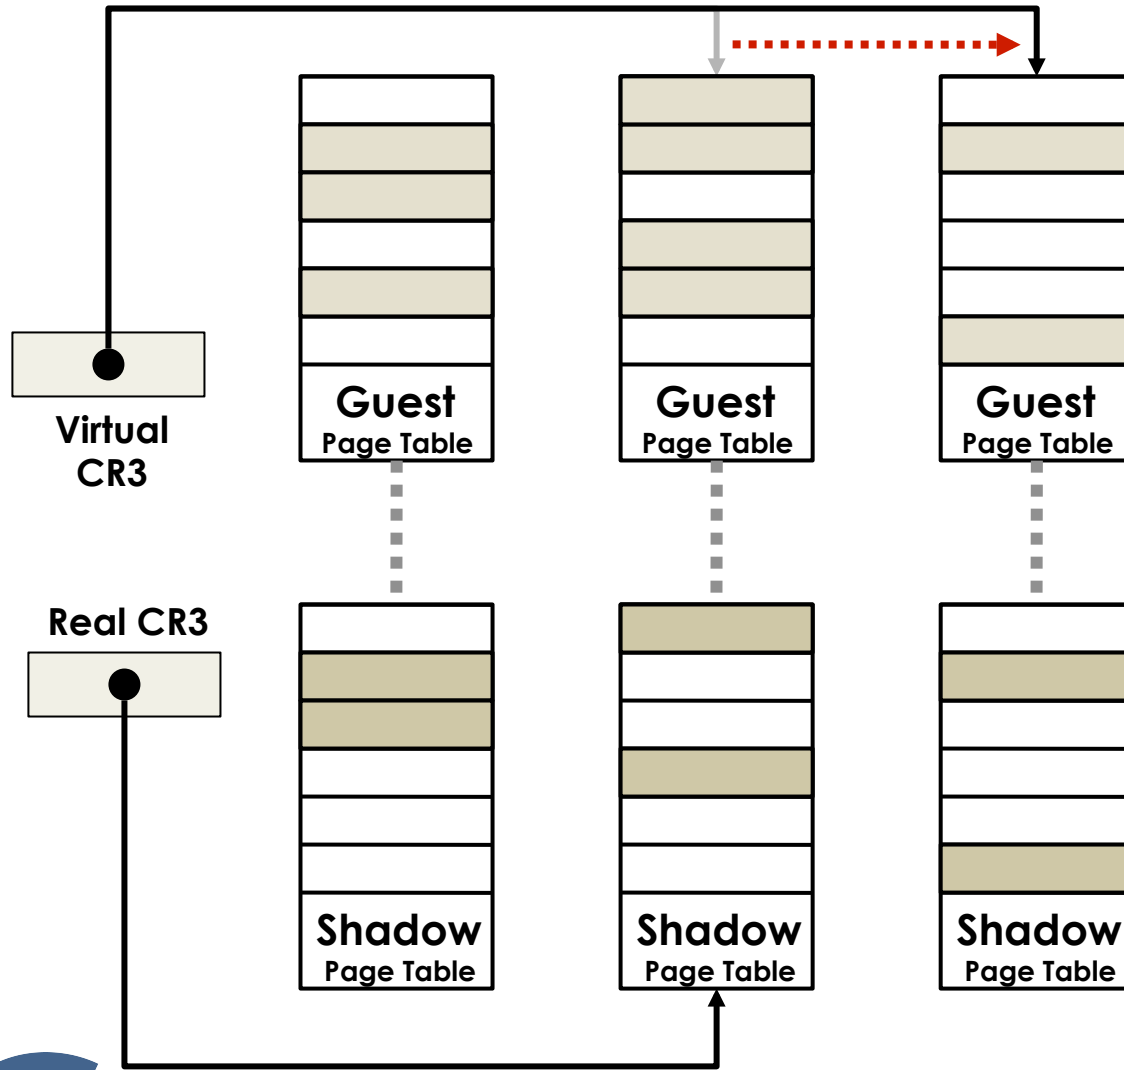 Guest
Page Table
Guest
Page Table
Guest
Page Table
Virtual
CR3
Real CR3
Shadow
Page Table
Shadow
Page Table
Shadow
Page Table